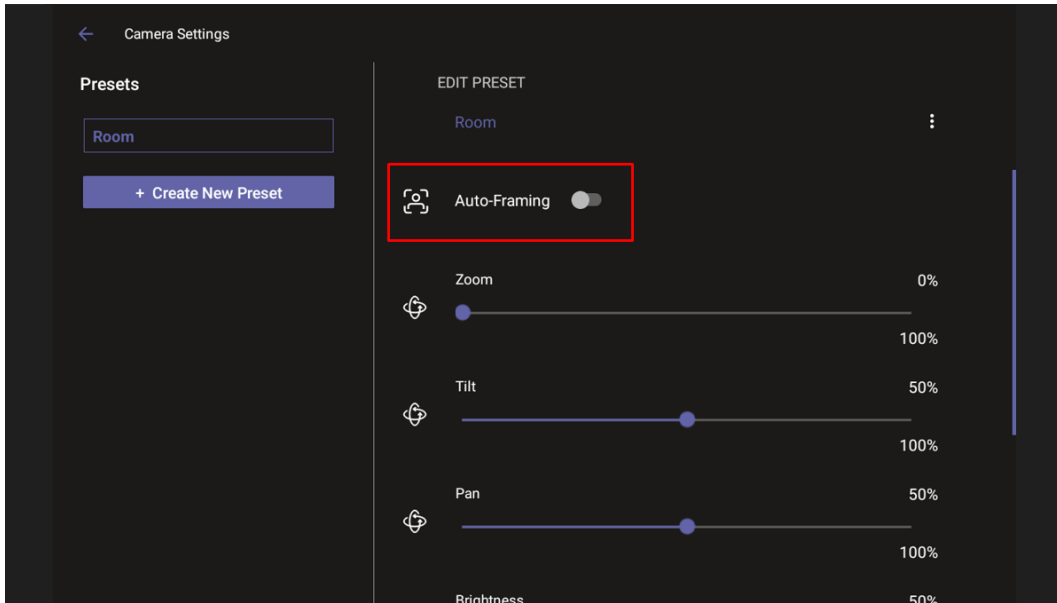 Camera Settings
Presets
Room
+ Create New Preset
EDIT PRESET
Room
Auto-Framing
Zoom
0%
100%
Tilt
50%
100%
Pan
50%
100%
Brightness
50%